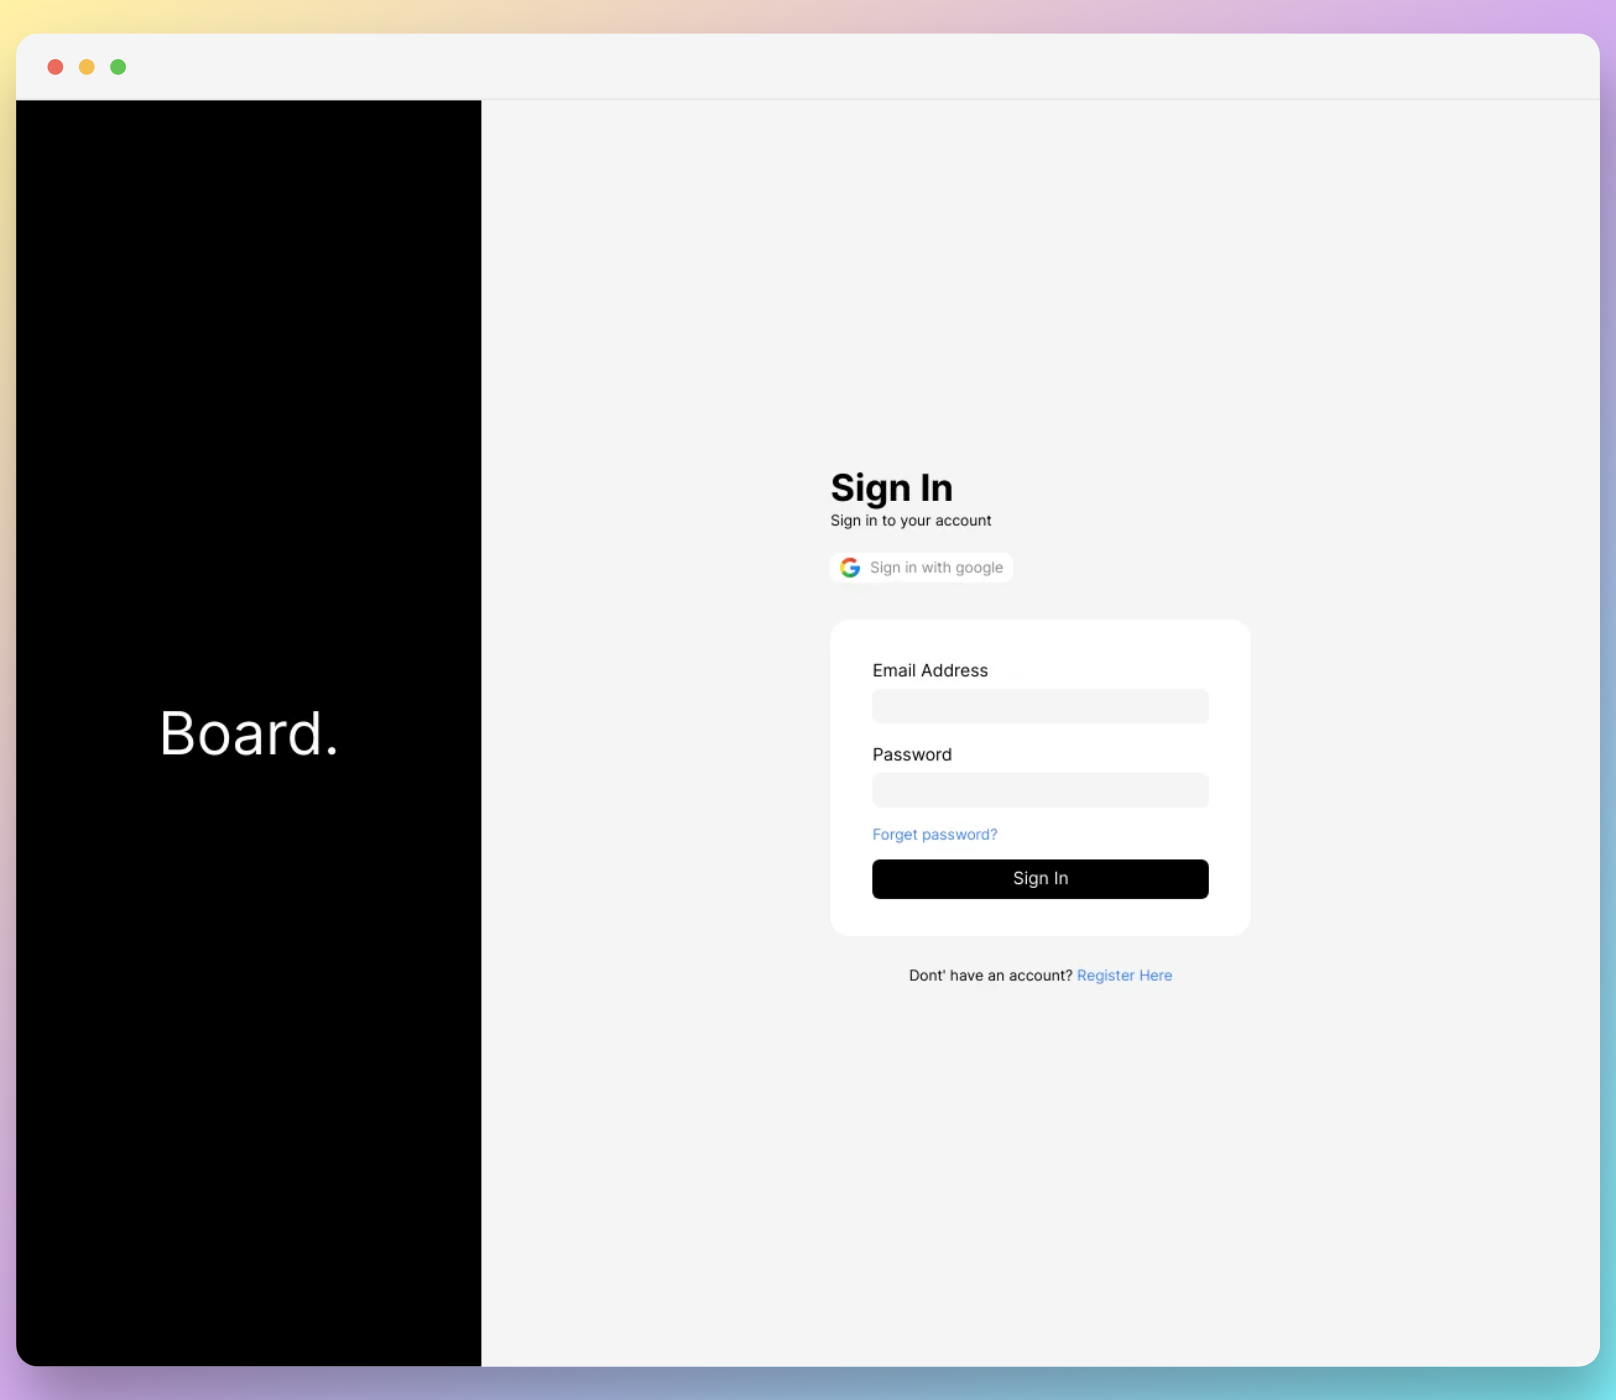 Board.
Sign In
Sign in to your account
Sign in with google
Email Address
Password
Forget password?
Sign In
Dont' have an account? Register Here